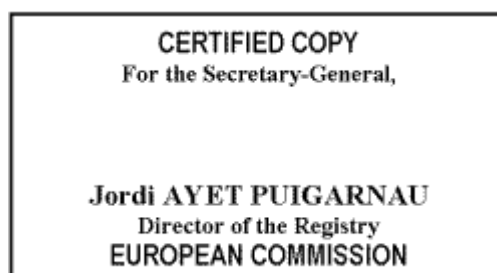 CERTIFIED COPY
For the Secretary-General,
Jordi AYET PUIGARNAU
Director of the Registry
EUROPEAN COMMISSION